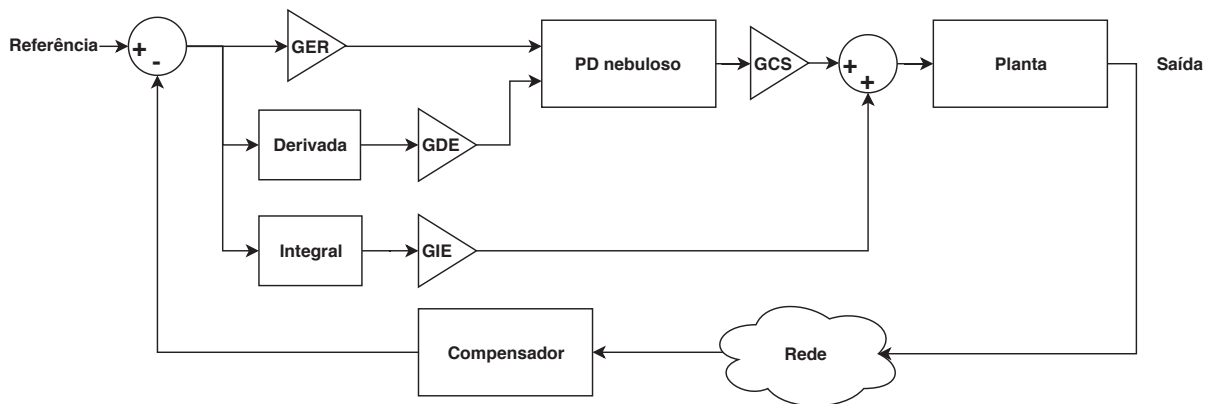 Referência
+
-
GER
PD nebuloso
GCS
+
+
Planta
Saída
Derivada
GDE
Integral
GIE
Compensador
Rede